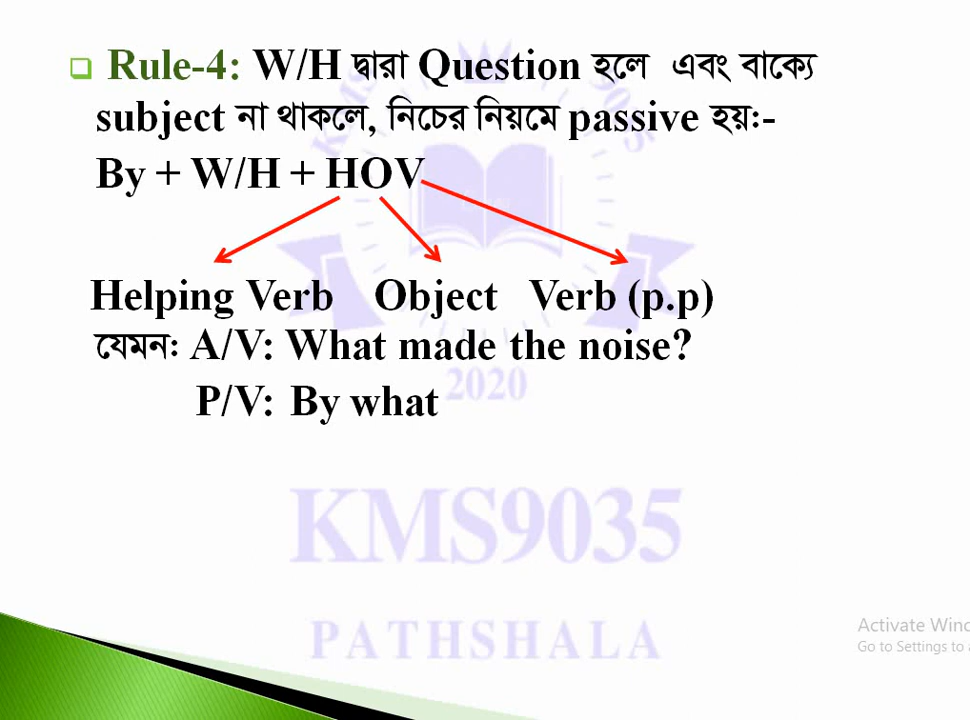 Rule-4: W/H দ্বারা Question হলে এবং বাক্যে
subject না থাকলে, নিচের নিয়মে passive হয়ঃ-
By + W/H + HOV
Helping Verb Object Verb (p.p)
যেমনঃ A/V: What made the noise?
P/V: By what
2020
KMS9035
PATHSHALA
Activate Wind
Go to Settings to a